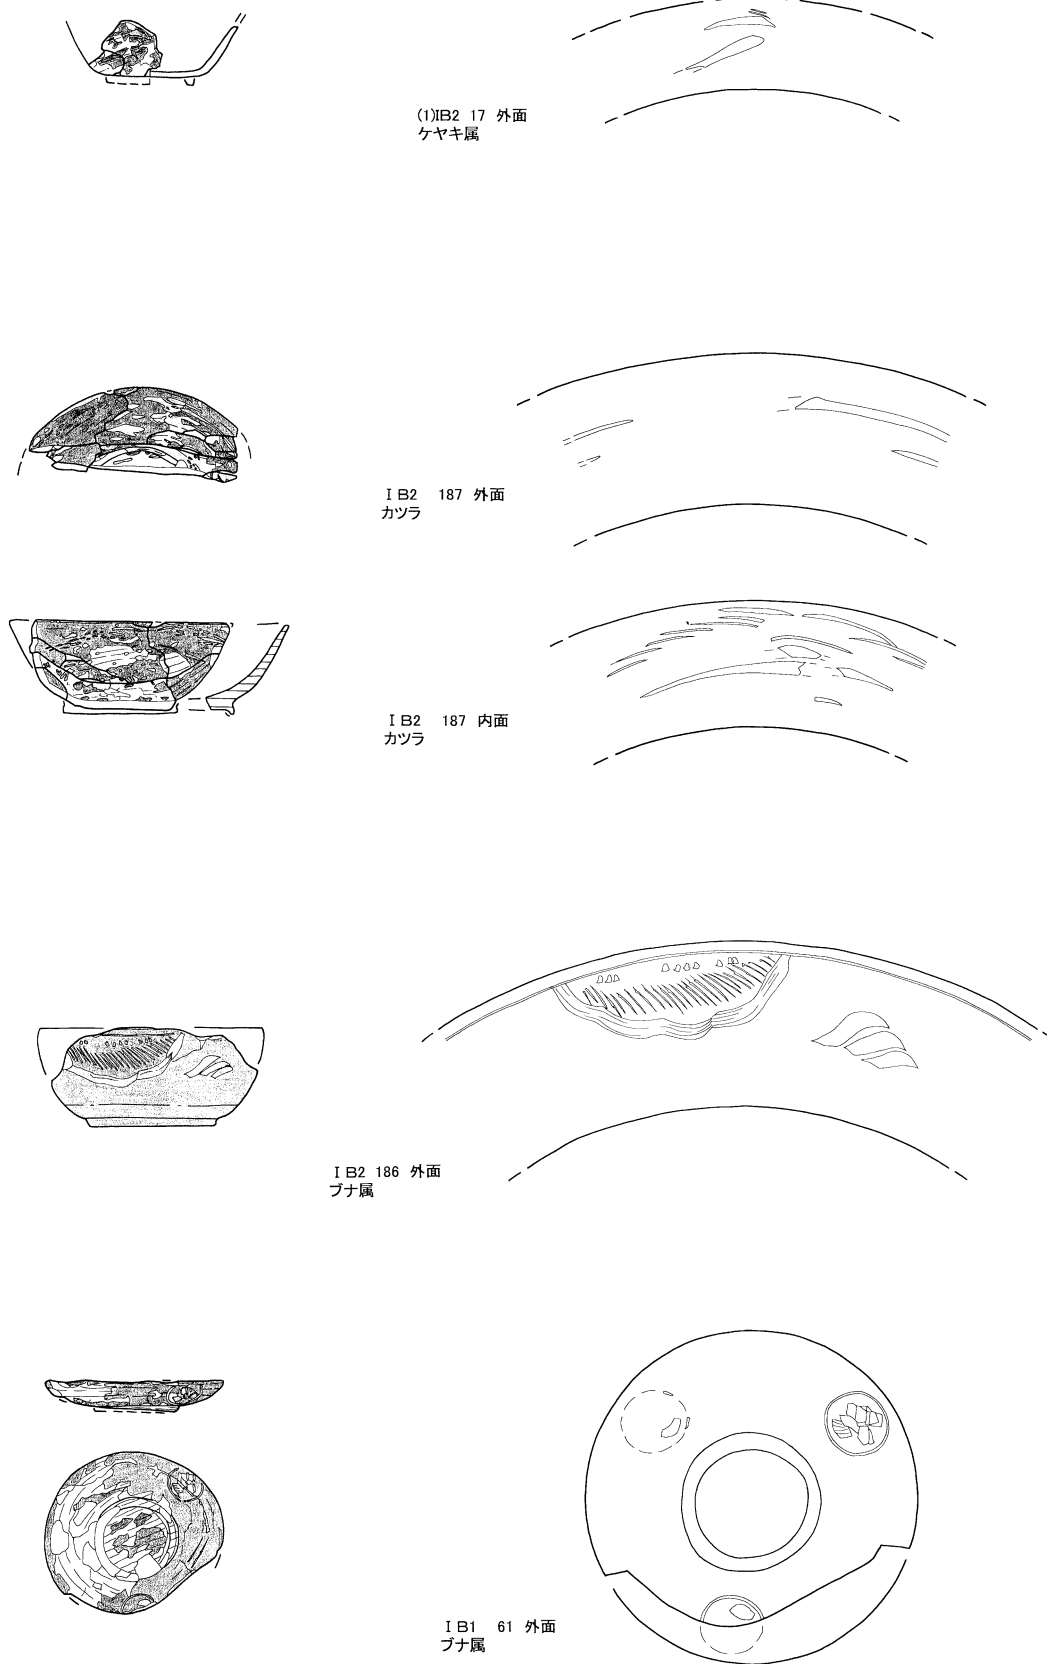 (1)IB2 17 外面
ケヤキ属
I B2 187 外面
カツラ
I B2 187 内面
カツラ
I B2 186 外面
ブナ属
I B1 61 外面
ブナ属